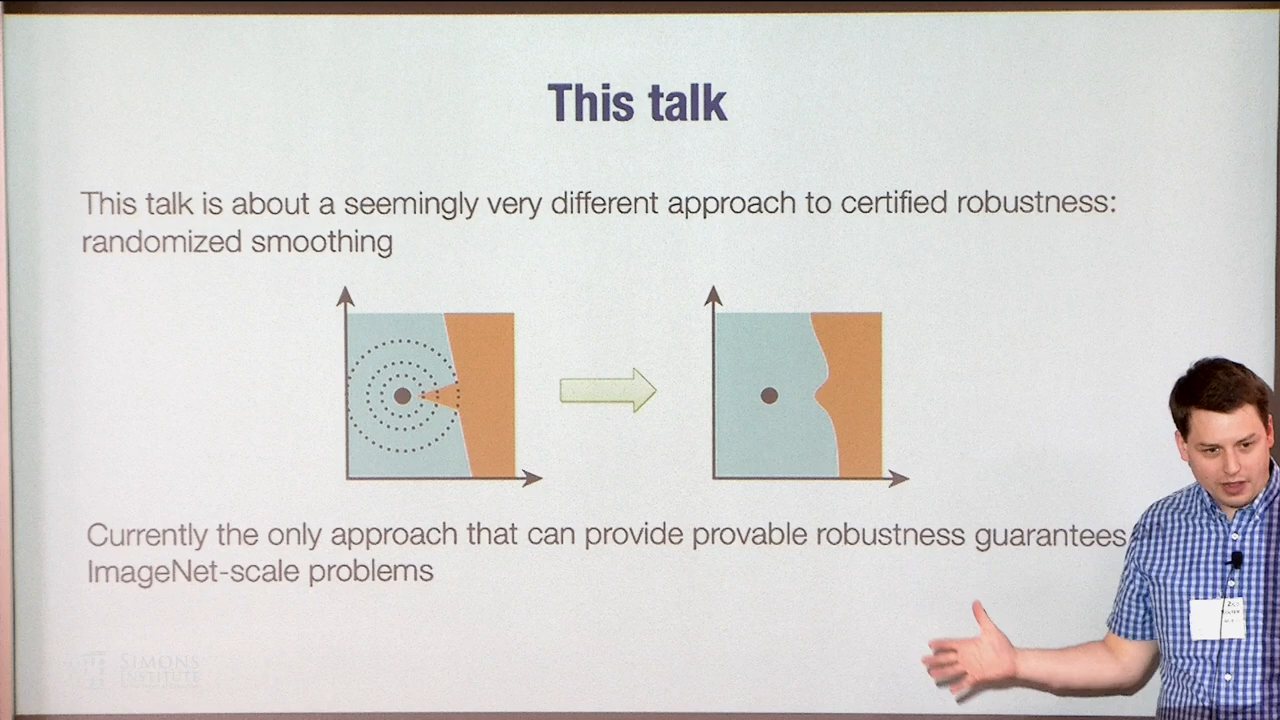 This talk
This talk is about a seemingly very different approach to certified robustness:
randomized smoothing
Currently the only approach that can provide provable robustness guarantees
ImageNet-scale problems
SIMONS
INSTITUTE